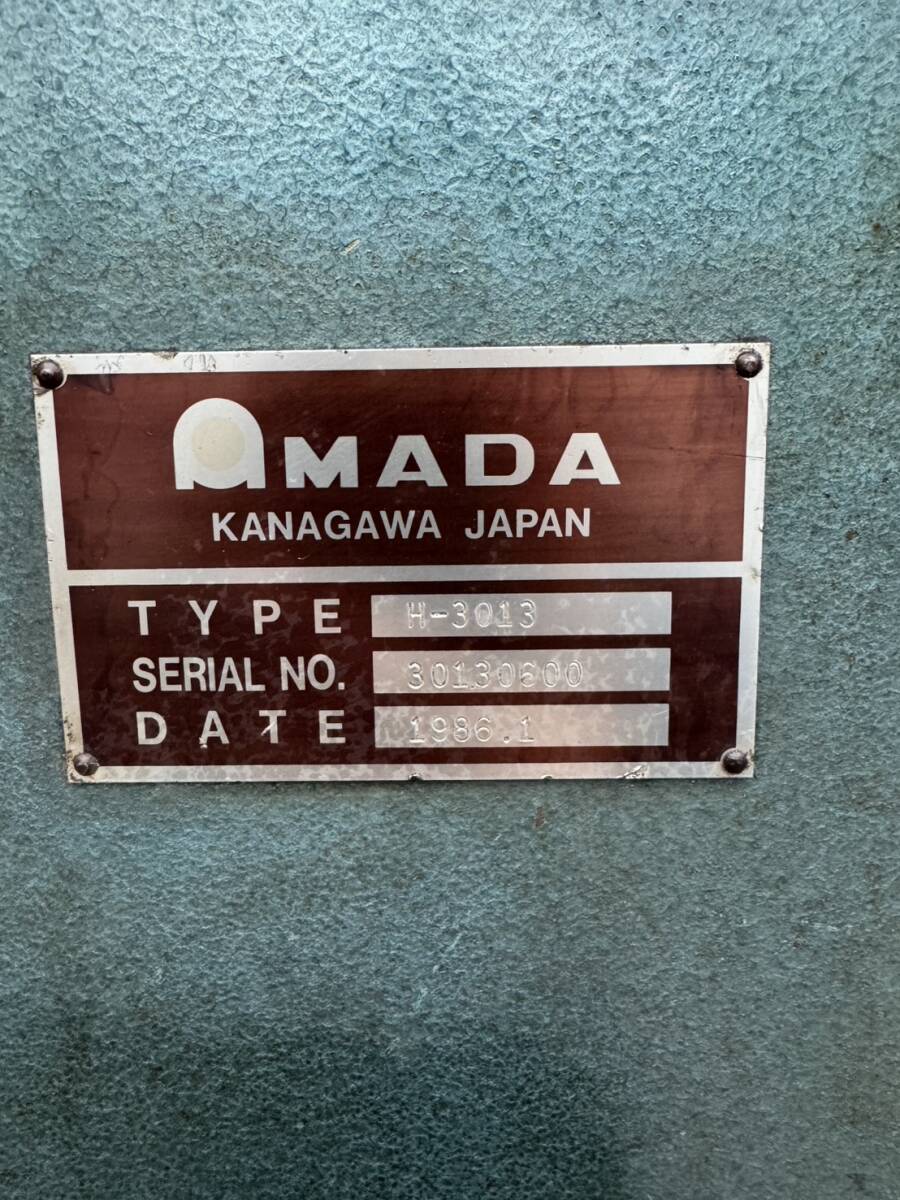 AMADA
KANAGAWA JAPAN
TYPE H-3013
SERIAL NO. 30130600
DATE 1986.1